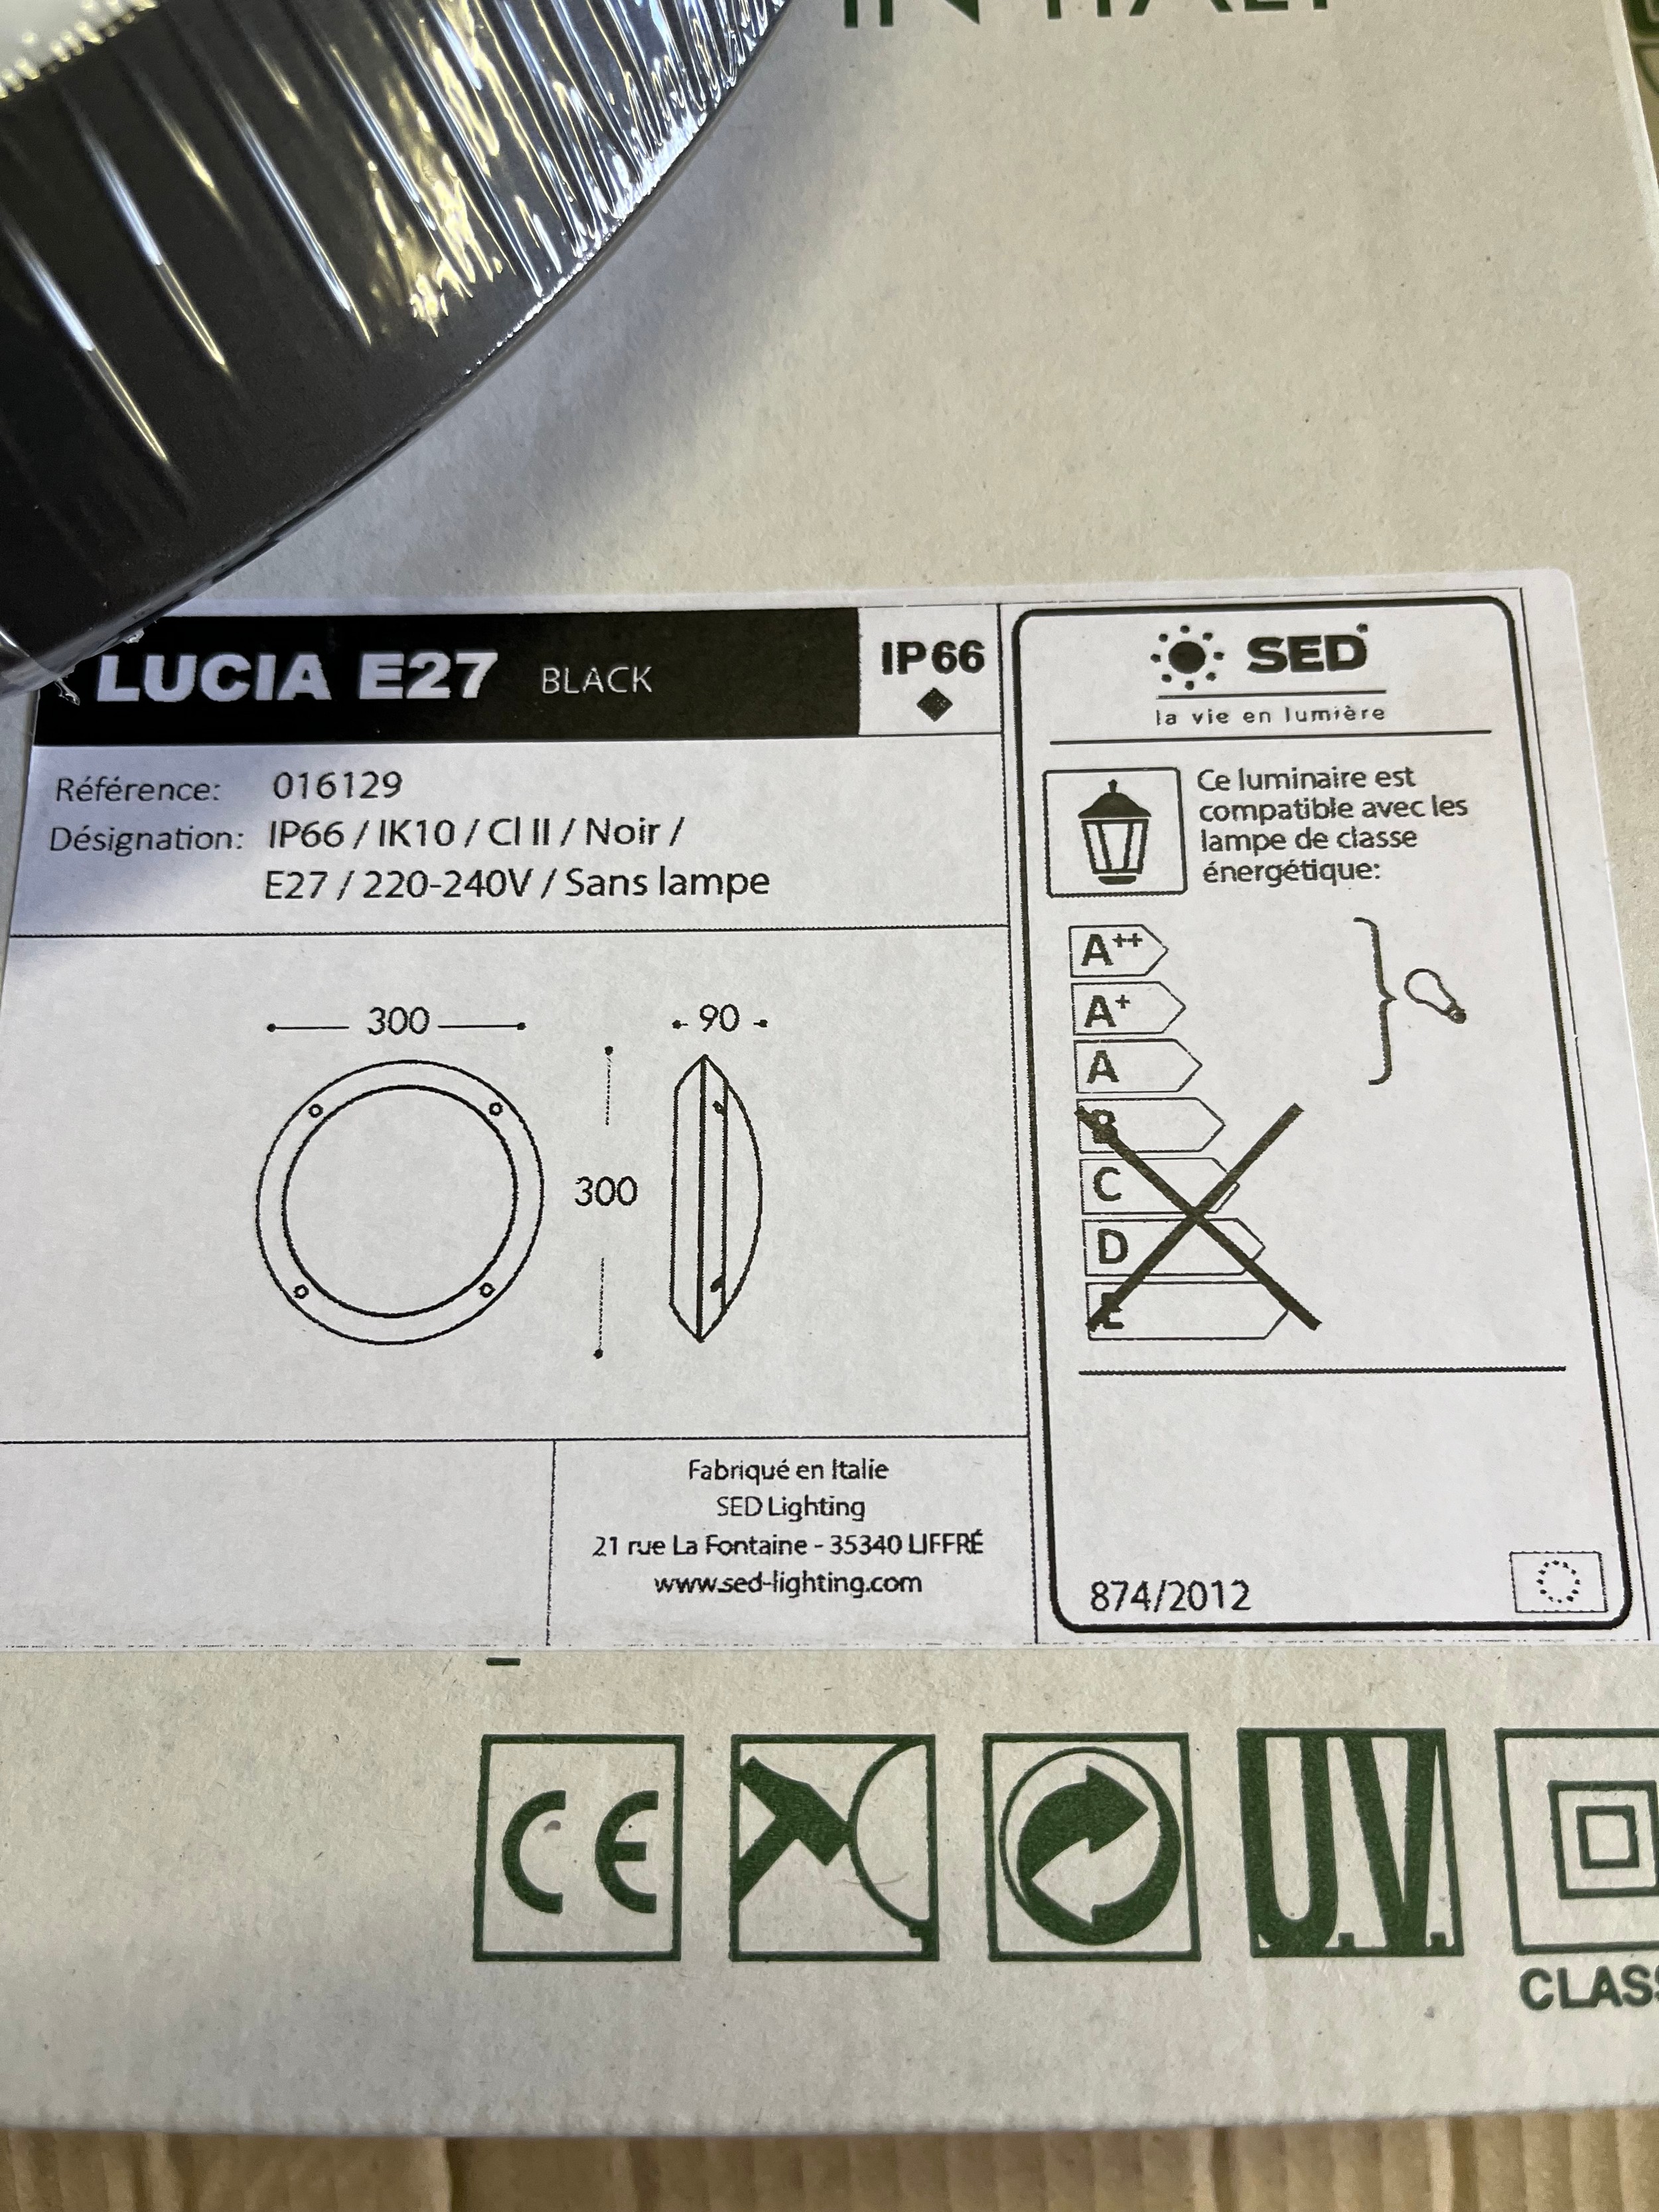 IN ITALY
LUCIA E27 BLACK
IP66
Référence: 016129
Désignation: IP66 / IK10 / Cl II / Noir /
E27 / 220-240V / Sans lampe
300
90
300
Fabriqué en Italie
SED Lighting
21 rue La Fontaine - 35340 LIFFRÉ
www.sed-lighting.com
SED
la vie en lumière
Ce luminaire est
compatible avec les
lampe de classe
énergétique:
A++
A+
A
B
C
D
E
874/2012
CE
U.V.
CLASS